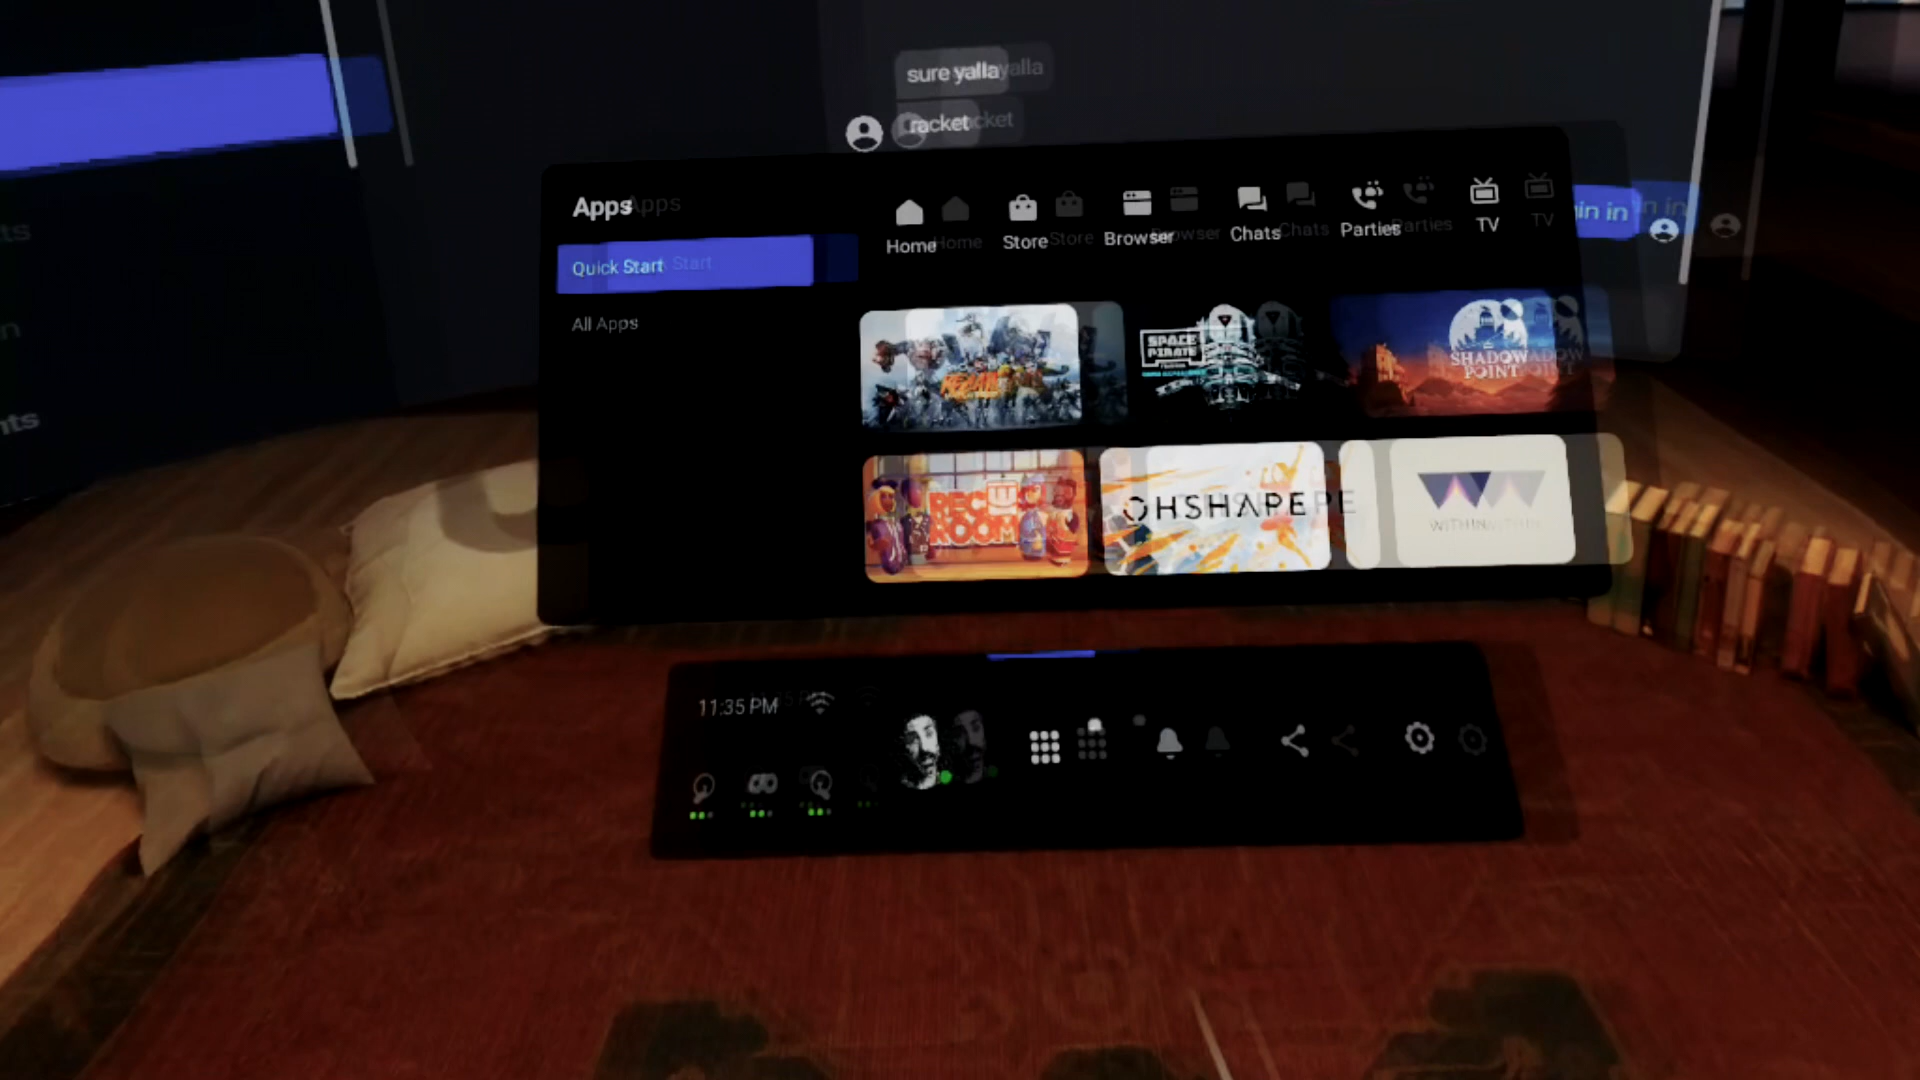 sure yalla
racket
Apps
Home
Store
Browser
Chats
Parties
TV
in in
Quick Start
All Apps
SPACE
PIRATE
SHADOW
POINT
REC
ROOM
OHSHAPE
WITHIN
11:35 PM